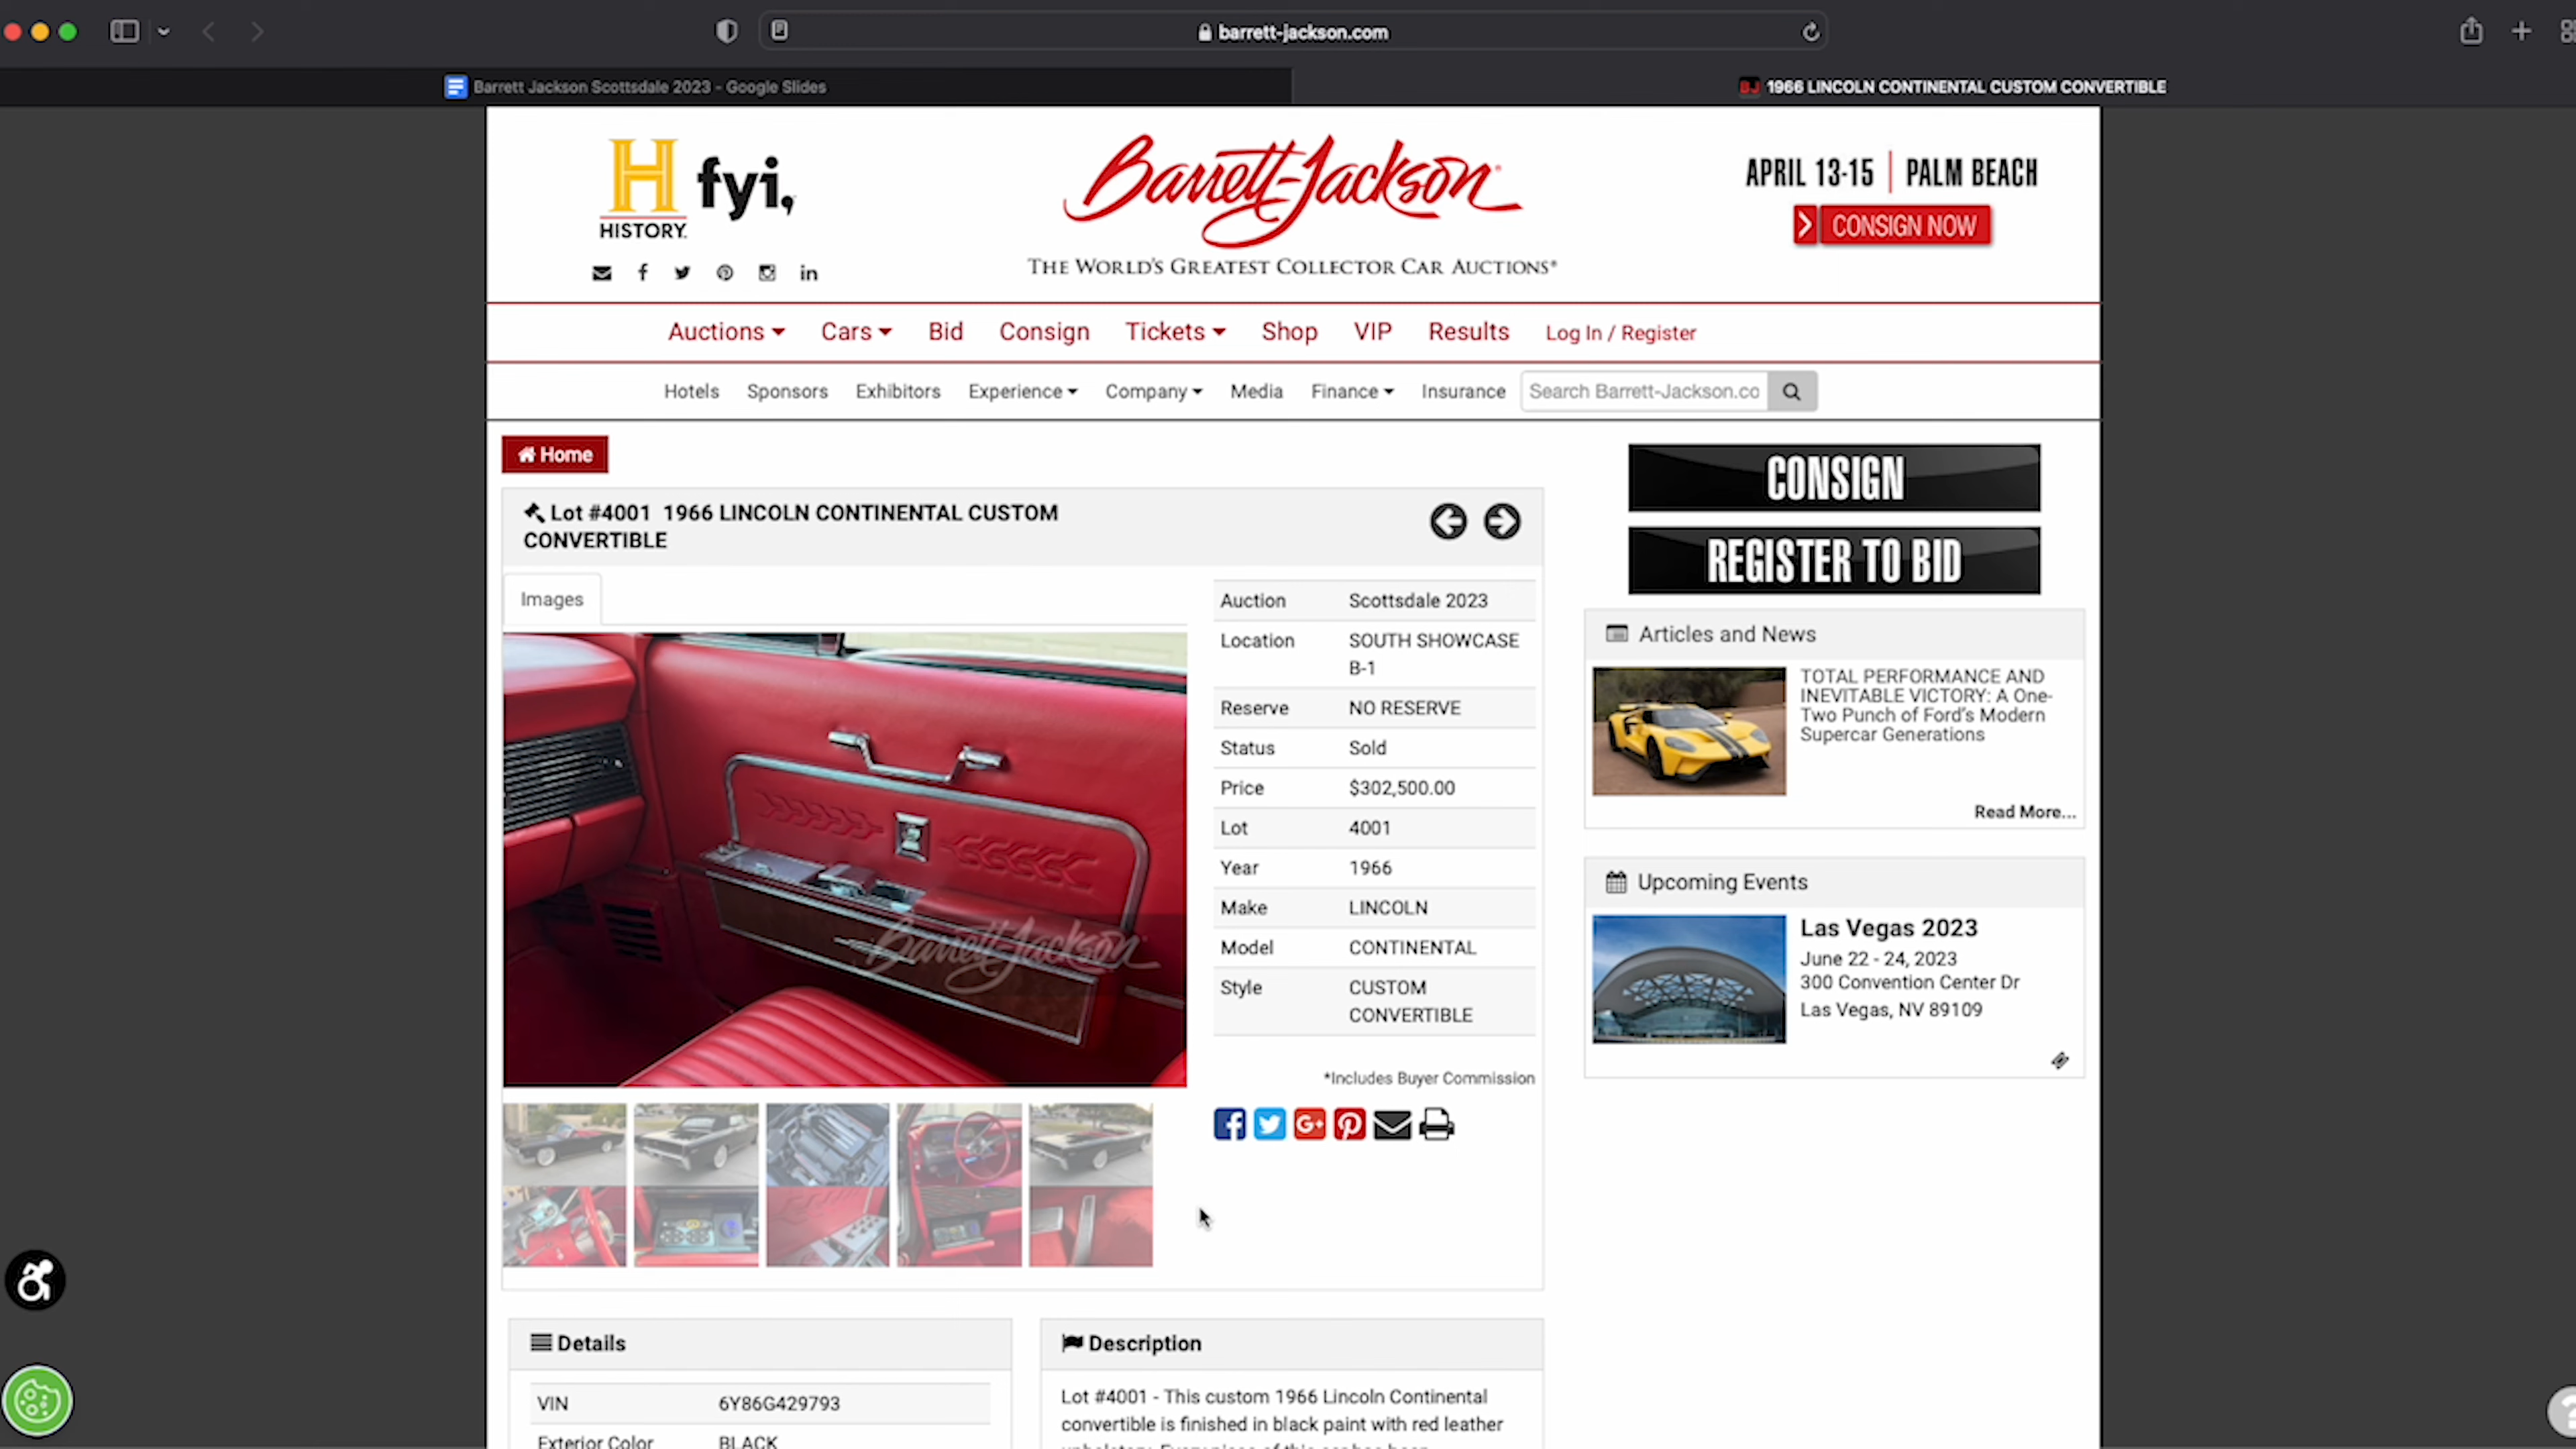 barrett-jackson.com
Barrett Jackson Scottsdale 2023 - Google Slides
BJ 1966 LINCOLN CONTINENTAL CUSTOM CONVERTIBLE
H
HISTORY.
fyi,
Barrett-Jackson
THE WORLD'S GREATEST COLLECTOR CAR AUCTIONS®
APRIL 13-15 | PALM BEACH
CONSIGN NOW
Auctions Cars Bid Consign Tickets Shop VIP Results Log In / Register
Hotels Sponsors Exhibitors Experience Company Media Finance Insurance Search Barrett-Jackson.co
Home
Lot #4001 1966 LINCOLN CONTINENTAL CUSTOM
CONVERTIBLE
Images
Barrett-Jackson
Auction Scottsdale 2023
Location SOUTH SHOWCASE
B-1
Reserve NO RESERVE
Status Sold
Price $302,500.00
Lot 4001
Year 1966
Make LINCOLN
Model CONTINENTAL
Style CUSTOM
CONVERTIBLE
*Includes Buyer Commission
CONSIGN
REGISTER TO BID
Articles and News
TOTAL PERFORMANCE AND
INEVITABLE VICTORY: A One-
Two Punch of Ford's Modern
Supercar Generations
Read More...
Upcoming Events
Las Vegas 2023
June 22 - 24, 2023
300 Convention Center Dr
Las Vegas, NV 89109
Details
VIN 6Y86G429793
Exterior Color BLACK
Description
Lot #4001 - This custom 1966 Lincoln Continental
convertible is finished in black paint with red leather